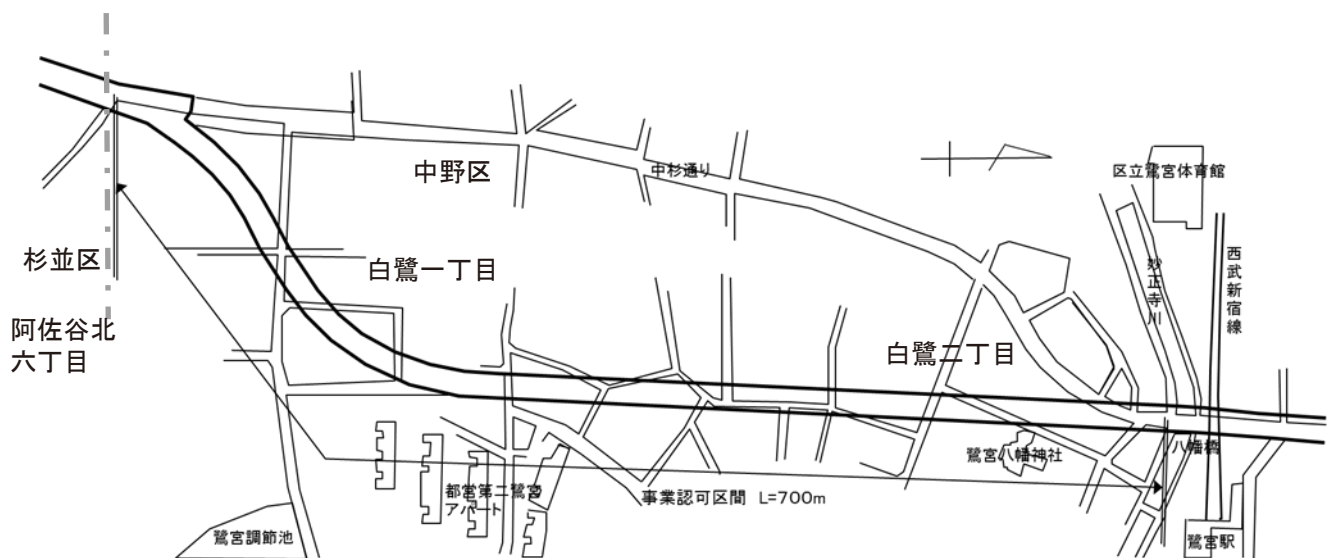 中野区
中杉通り
区立鷺宮体育館
杉並区
白鷺一丁目
妙正寺川
西武新宿線
阿佐谷北
六丁目
白鷺二丁目
鷺宮八幡神社
八幡橋
都営第二鷺宮
アパート
事業認可区間 L=700m
鷺宮調節池
鷺宮駅